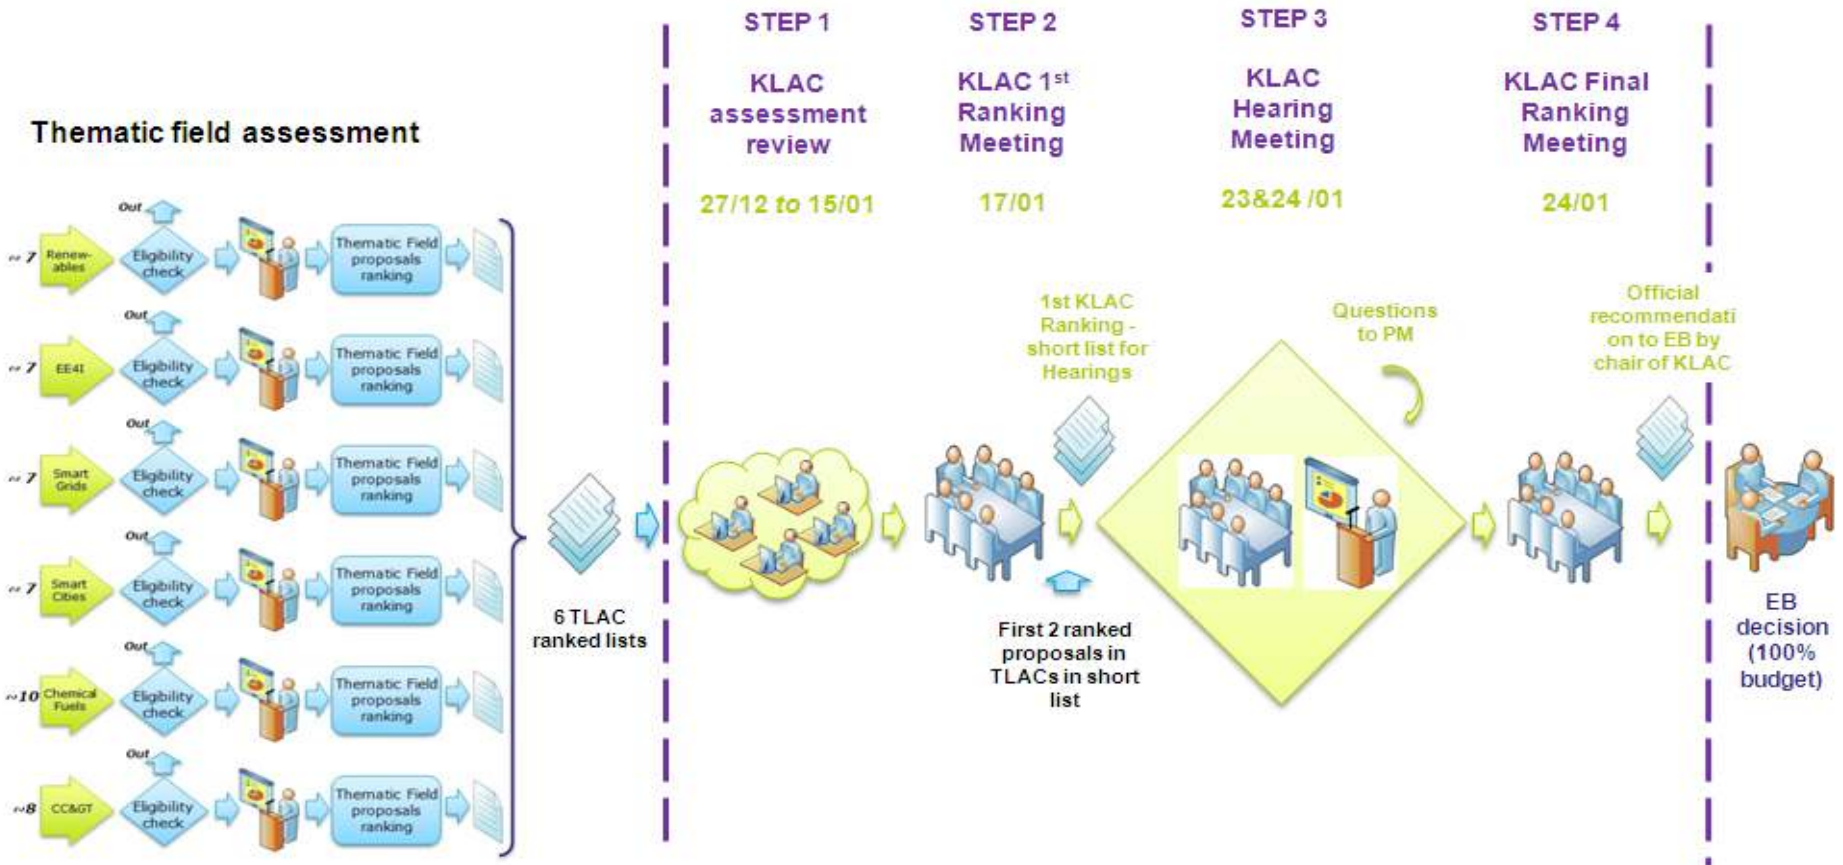 Thematic field assessment
Out
~ 7
Renew-
ables
Eligibility
check
Thematic Field
proposals
ranking
Out
~ 7
EE4I
Eligibility
check
Thematic Field
proposals
ranking
Out
~ 7
Smart
Grids
Eligibility
check
Thematic Field
proposals
ranking
Out
~ 7
Smart
Cities
Eligibility
check
Thematic Field
proposals
ranking
Out
~10
Chemical
Fuels
Eligibility
check
Thematic Field
proposals
ranking
Out
~8
CC&GT
Eligibility
check
Thematic Field
proposals
ranking
6 TLAC
ranked lists
STEP 1
KLAC
assessment
review
27/12 to 15/01
STEP 2
KLAC 1st
Ranking
Meeting
17/01
1st KLAC
Ranking -
short list for
Hearings
First 2 ranked
proposals in
TLACs in short
list
STEP 3
KLAC
Hearing
Meeting
23&24 /01
Questions
to PM
STEP 4
KLAC Final
Ranking
Meeting
24/01
Official
recommendati
on to EB by
chair of KLAC
EB
decision
(100%
budget)